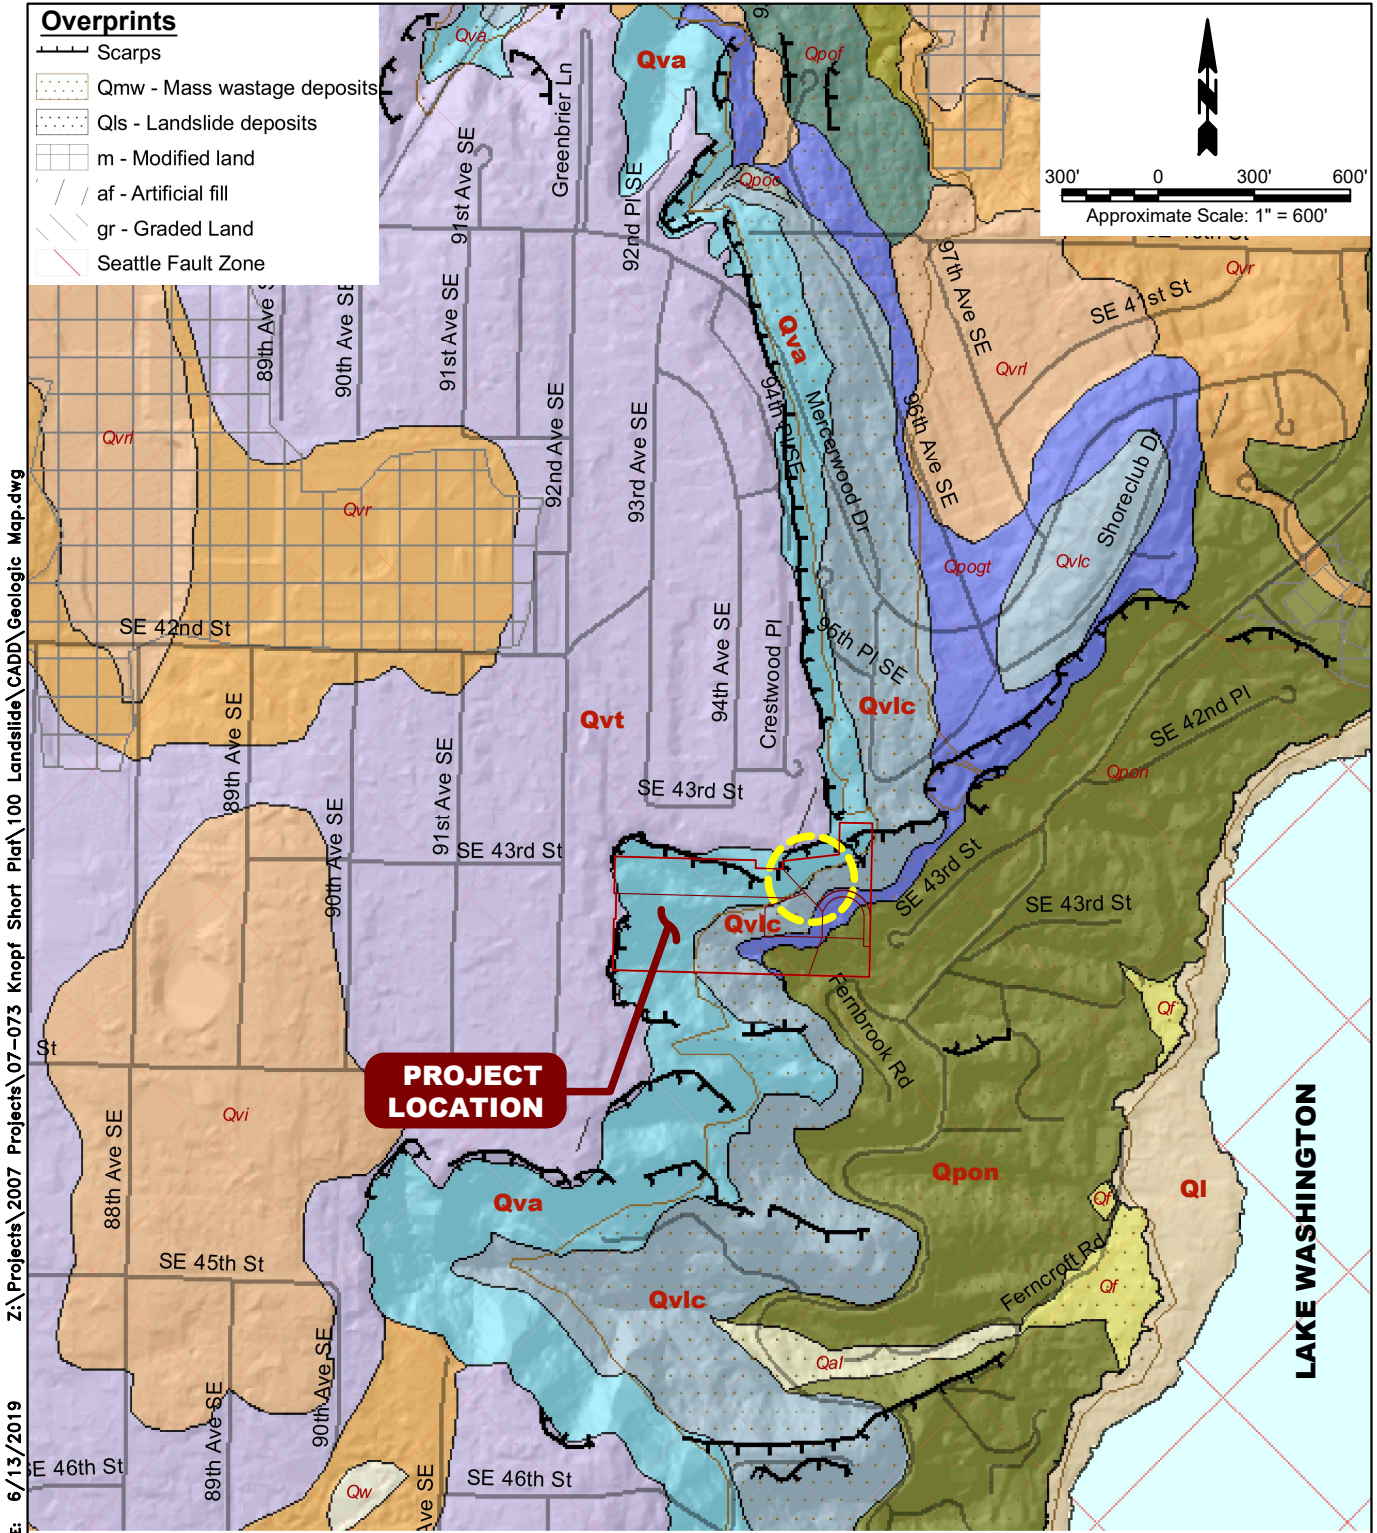 Overprints
Scarps
Qmw - Mass wastage deposits
Qls - Landslide deposits
m - Modified land
af - Artificial fill
gr - Graded Land
Seattle Fault Zone
N
300' 0 300' 600'
Approximate Scale: 1" = 600'
Qva
Qva
Qpof
Greenbrier Ln
91st Ave SE
92nd Pl SE
Qpoc
97th Ave SE
Qvr
SE 41st St
89th Ave S
90th Ave SE
91st Ave SE
Qva
Qvrl
94th Pl SE
Mercerwood Dr
96th Ave SE
92nd Ave SE
93rd Ave SE
Qvrl
Qvr
Shoreclub Dr
Qpogt
Qvlc
SE 42nd St
94th Ave SE
Crestwood Pl
95th Pl SE
Qvlc
Qvt
SE 42nd Pl
Qpon
89th Ave SE
91st Ave SE
SE 43rd St
90th Ave SE
SE 43rd St
SE 43rd St
SE 43rd St
Qvlc
Fernbrook Rd
Qf
St
PROJECT
LOCATION
Qvi
88th Ave SE
Qpon
Qva
Ql
Qf
LAKE WASHINGTON
SE 45th St
Ferncroft Rd
Qf
Qvlc
Qal
90th Ave SE
89th Ave SE
SE 46th St
SE 46th St
Qw
Ave SE
Z:\Projects\2007 Projects\07-073 Knopf Short Plat\100 Landslide\CADD\Geologic Map.dwg
6/13/2019
E: